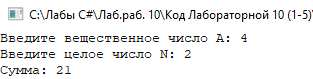 C:\Лабы C#\Лаб.раб. 10\Код Лабораторной 10 (1-5)\
Введите вещественное число A: 4
Введите целое число N: 2
Сумма: 21